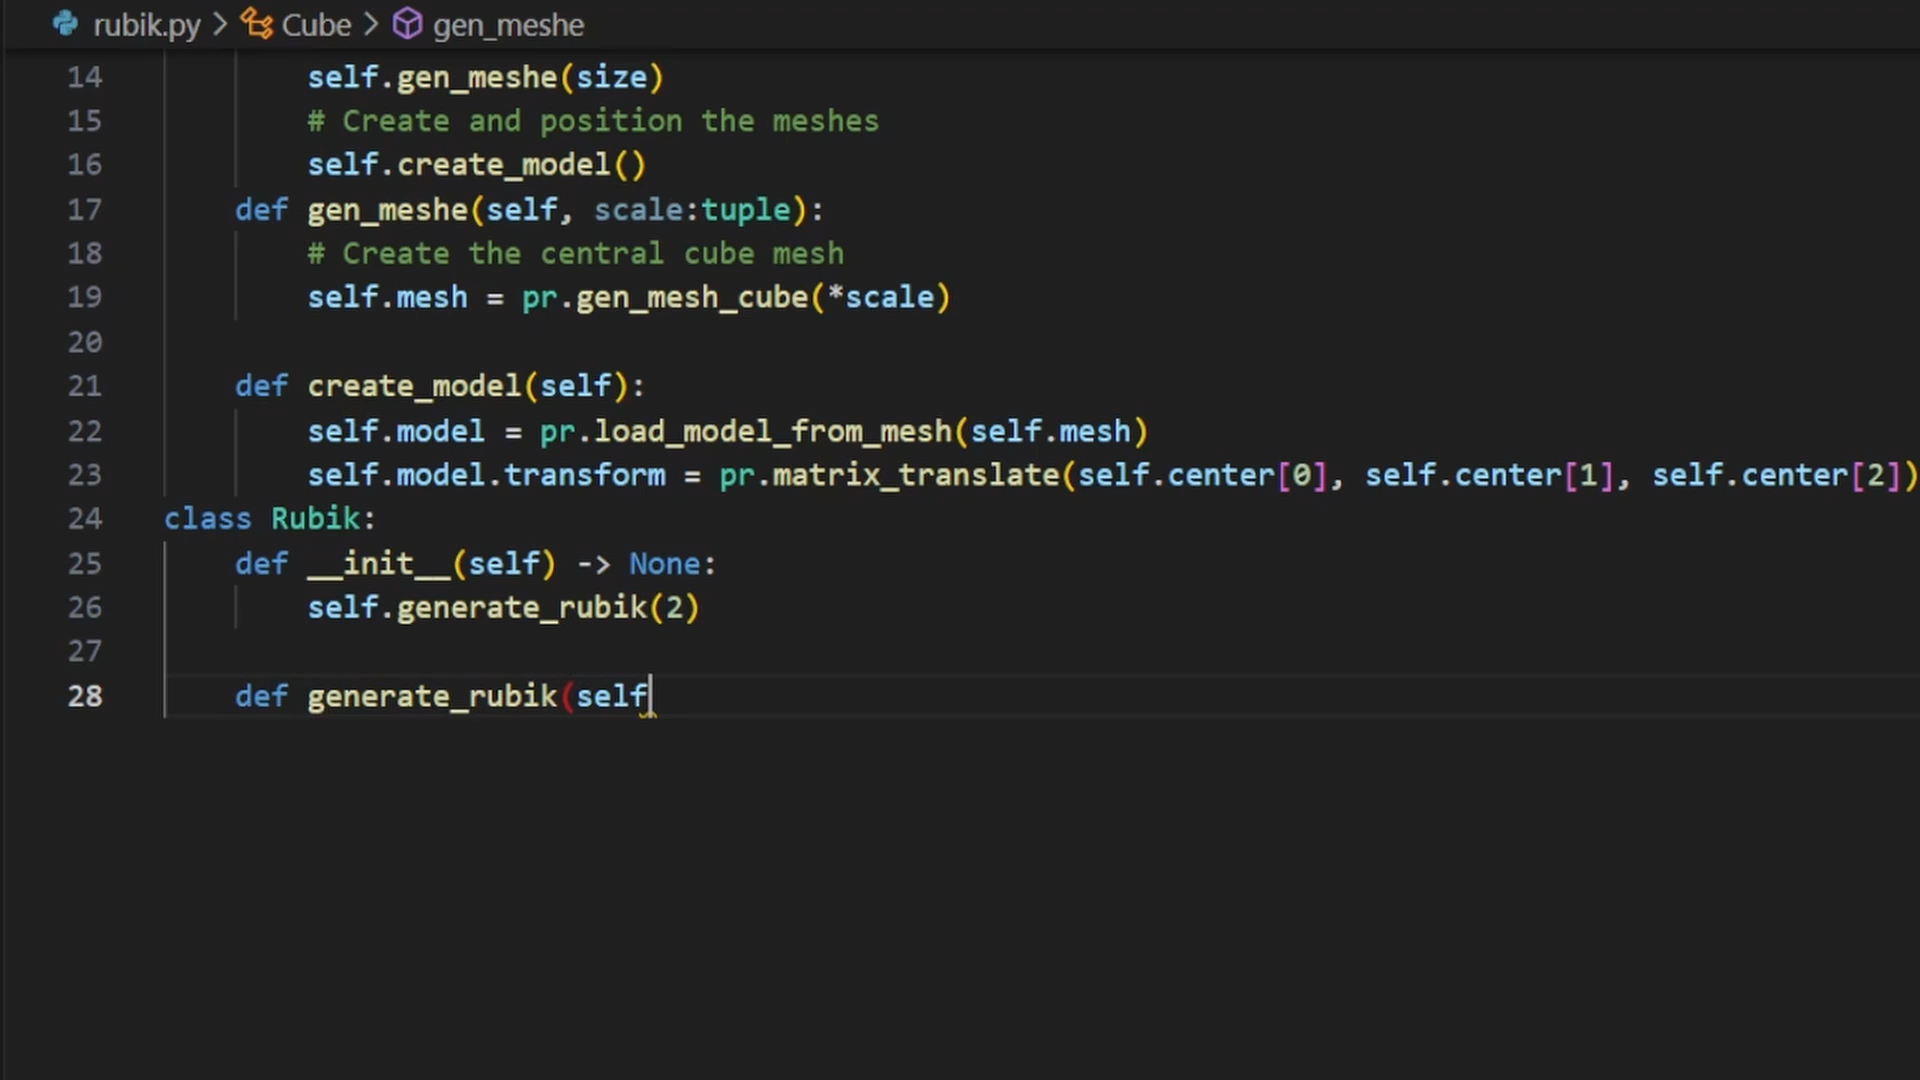 rubik.py > Cube > gen_meshe
14 self.gen_meshe(size)
15 # Create and position the meshes
16 self.create_model()
17 def gen_meshe(self, scale:tuple):
18 # Create the central cube mesh
19 self.mesh = pr.gen_mesh_cube(*scale)
20
21 def create_model(self):
22 self.model = pr.load_model_from_mesh(self.mesh)
23 self.model.transform = pr.matrix_translate(self.center[0], self.center[1], self.center[2])
24 class Rubik:
25 def __init__(self) -> None:
26 self.generate_rubik(2)
27
28 def generate_rubik(self